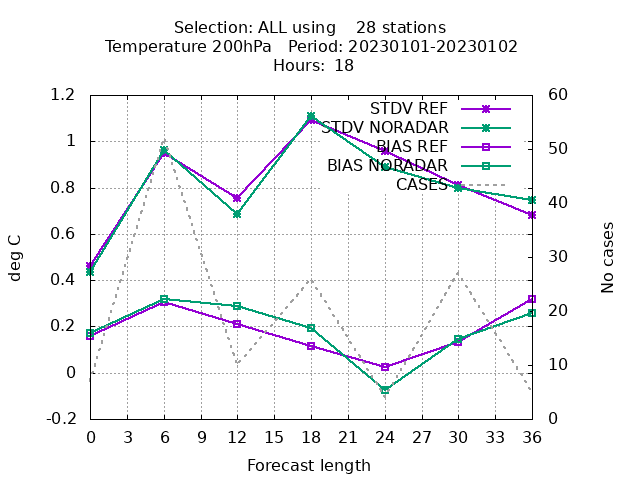 Selection: ALL using    28 stations
Temperature 200hPa   Period: 20230101-20230102
Hours:  18
1.2
1
0.8
0.6
0.4
0.2
0
-0.2
deg C
STDV REF
STDV NORADAR
BIAS REF
BIAS NORADAR
CASES
60
50
40
30
20
10
0
No cases
0 3 6 9 12 15 18 21 24 27 30 33 36
Forecast length